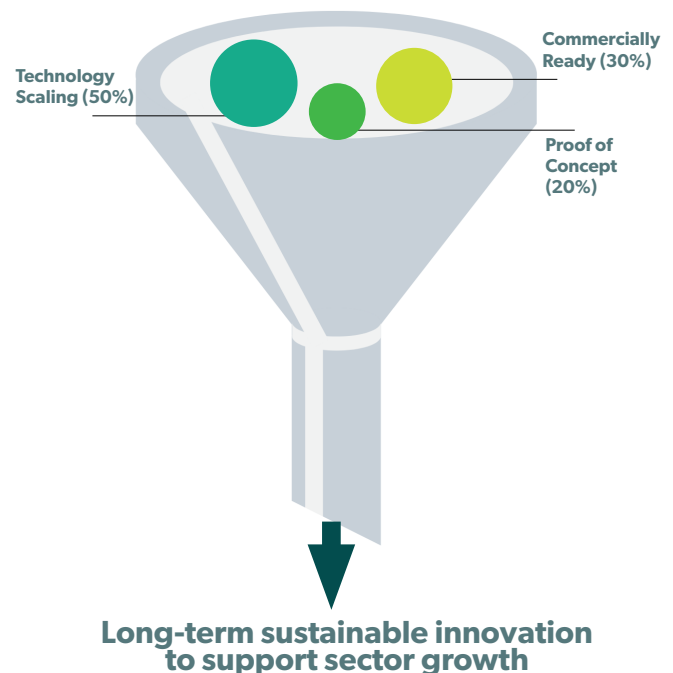 Technology
Scaling (50%)
Commercially
Ready (30%)
Proof of
Concept
(20%)
Long-term sustainable innovation
to support sector growth